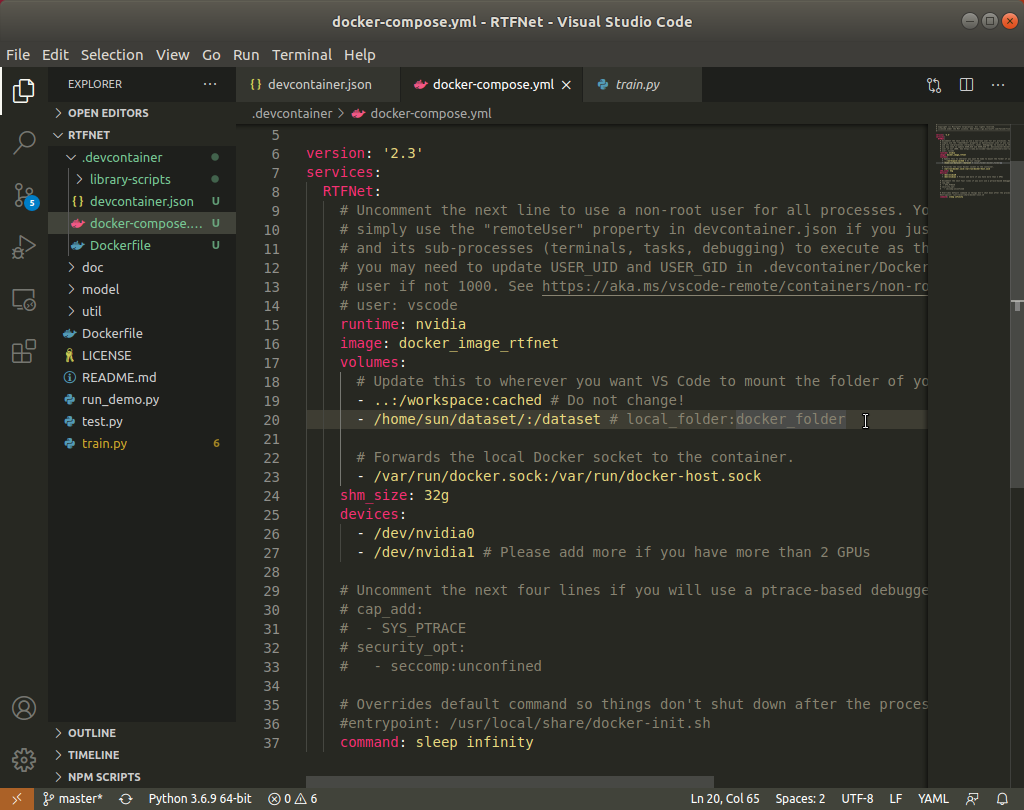 docker-compose.yml - RTFNet - Visual Studio Code
File Edit Selection View Go Run Terminal Help
EXPLORER
OPEN EDITORS
RTFNET
.devcontainer
library-scripts
devcontainer.json U
docker-compose.... U
Dockerfile U
doc
model
util
Dockerfile
LICENSE
README.md
run_demo.py
test.py
train.py 6
OUTLINE
TIMELINE
NPM SCRIPTS
5
{} devcontainer.json docker-compose.yml × train.py
.devcontainer > docker-compose.yml
5
6 version: '2.3'
7 services:
8 RTFNet:
9 # Uncomment the next line to use a non-root user for all processes. Yo
10 # simply use the "remoteUser" property in devcontainer.json if you jus
11 # and its sub-processes (terminals, tasks, debugging) to execute as th
12 # you may need to update USER_UID and USER_GID in .devcontainer/Docker
13 # user if not 1000. See https://aka.ms/vscode-remote/containers/non-ro
14 # user: vscode
15 runtime: nvidia
16 image: docker_image_rtfnet
17 volumes:
18 # Update this to wherever you want VS Code to mount the folder of yo
19 - ..:/workspace:cached # Do not change!
20 - /home/sun/dataset/:/dataset # local_folder:docker_folder
21
22 # Forwards the local Docker socket to the container.
23 - /var/run/docker.sock:/var/run/docker-host.sock
24 shm_size: 32g
25 devices:
26 - /dev/nvidia0
27 - /dev/nvidia1 # Please add more if you have more than 2 GPUs
28
29 # Uncomment the next four lines if you will use a ptrace-based debugge
30 # cap_add:
31 # - SYS_PTRACE
32 # security_opt:
33 # - seccomp:unconfined
34
35 # Overrides default command so things don't shut down after the proces
36 #entrypoint: /usr/local/share/docker-init.sh
37 command: sleep infinity
master* Python 3.6.9 64-bit 0 6 Ln 20, Col 65 Spaces: 2 UTF-8 LF YAML